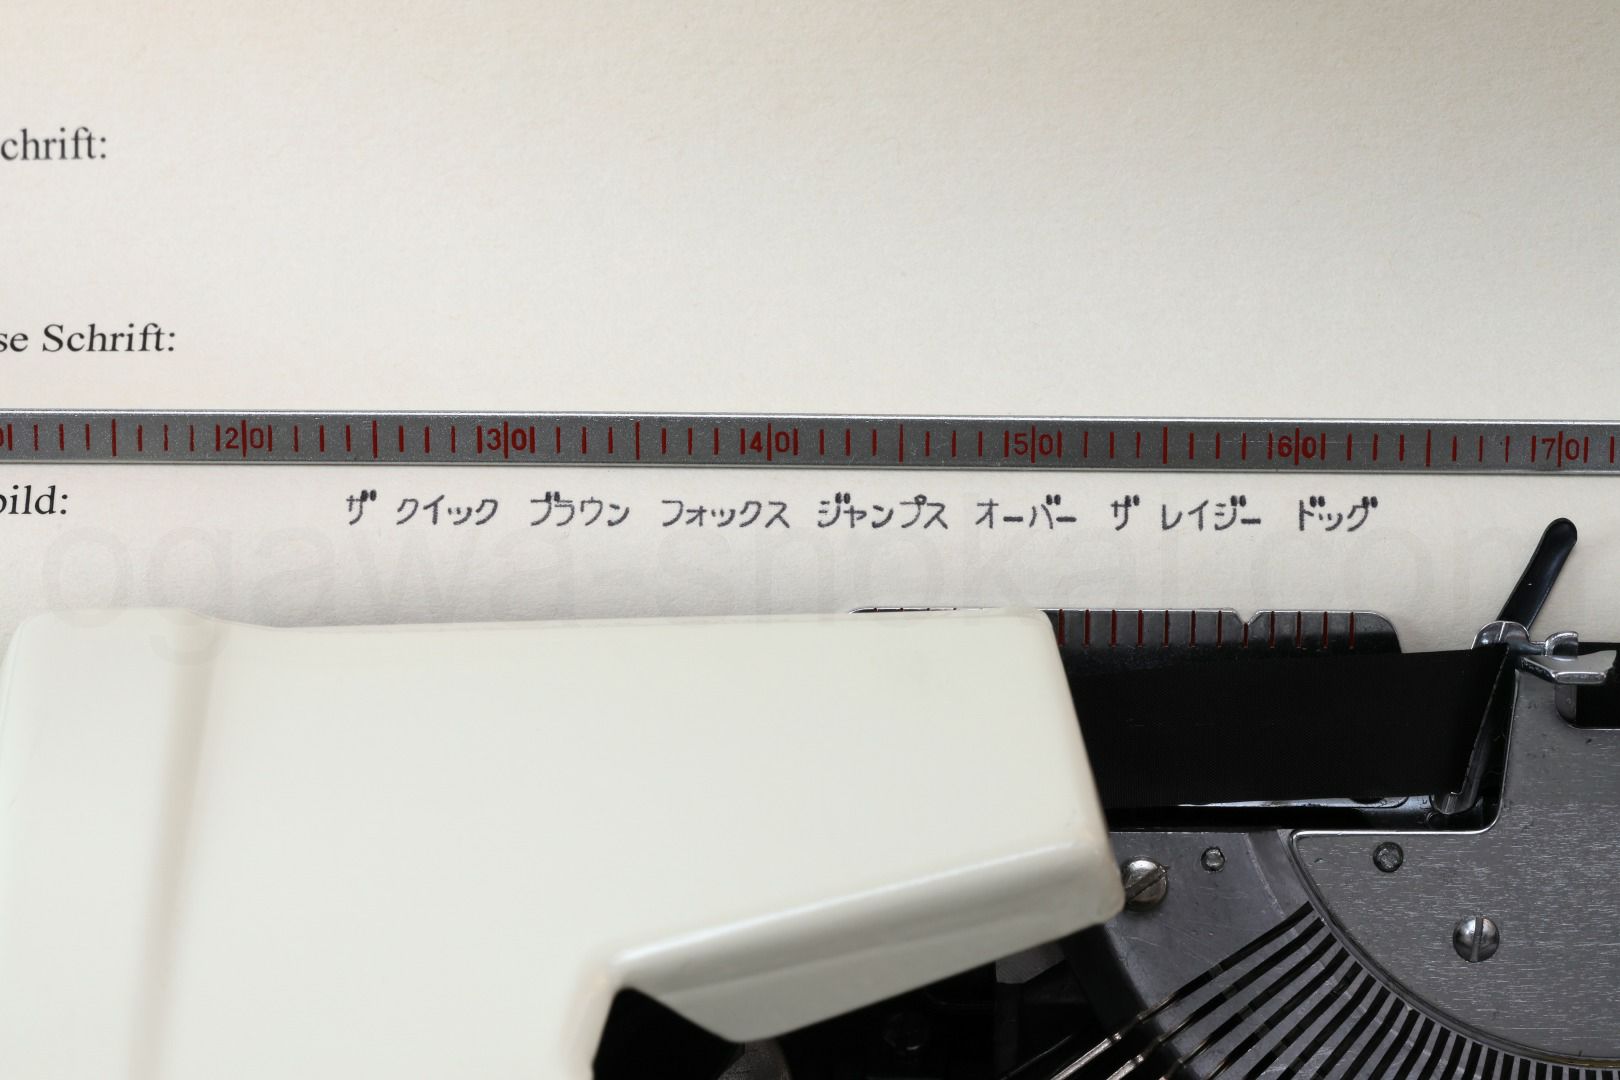 chrift:
se Schrift:
20 30 40 50 60 70
bild: ザ クイック ブラウン フォックス ジャンプス オーバー ザ レイジー ドッグ